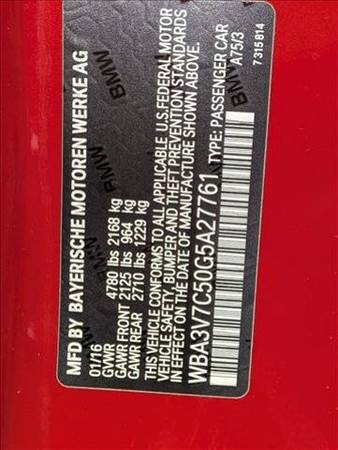 MFD BY BAYERISCHE MOTOREN WERKE AG
01/16
GVWR 4780 lbs 2168 kg
GAWR FRONT 2125 lbs 964 kg
GAWR REAR 2710 lbs 1229 kg
THIS VEHICLE CONFORMS TO ALL APPLICABLE U.S. FEDERAL MOTOR
VEHICLE SAFETY, BUMPER AND THEFT PREVENTION STANDARDS
IN EFFECT ON THE DATE OF MANUFACTURE SHOWN ABOVE.
WBA3V7C50G5A27761 TYPE: PASSENGER CAR
A75/3
7 315 814
BMW
BMW
BMW